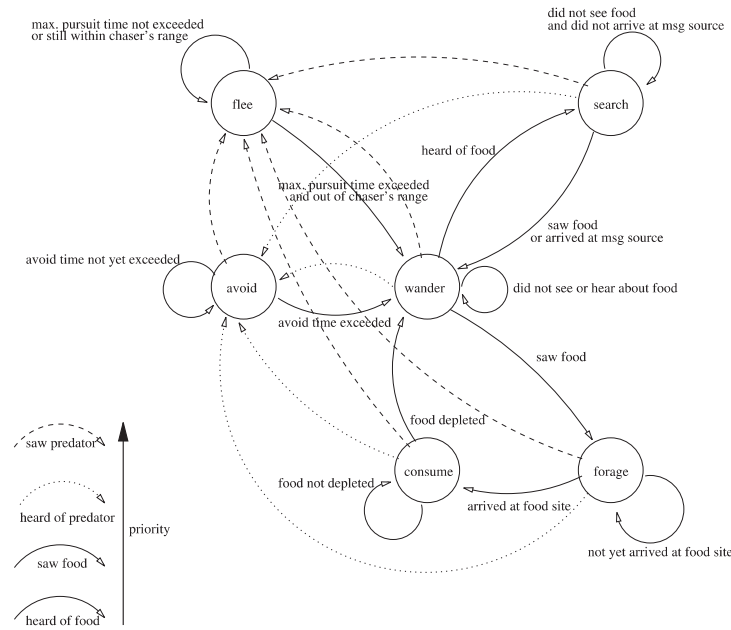 max. pursuit time not exceeded
or still within chaser's range
did not see food
and did not arrive at msg source
flee
search
heard of food
max. pursuit time exceeded
and out of chaser's range
saw food
or arrived at msg source
avoid time not yet exceeded
avoid
wander
did not see or hear about food
avoid time exceeded
saw food
food depleted
saw predator
consume
forage
food not depleted
arrived at food site
heard of predator
priority
not yet arrived at food site
saw food
heard of food